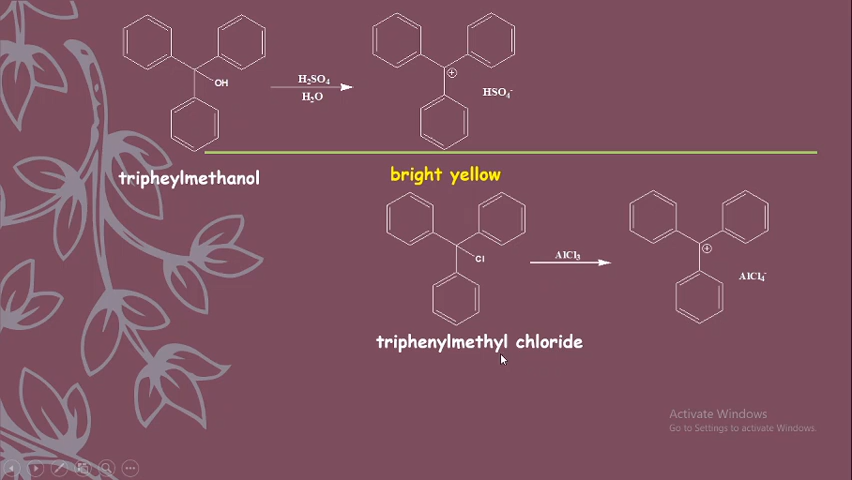 OH
H₂SO₄
H₂O
⊕
HSO₄⁻
tripheylmethanol
bright yellow
Cl
AlCl₃
⊕
AlCl₄⁻
triphenylmethyl chloride
Activate Windows
Go to Settings to activate Windows.